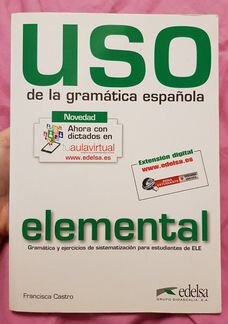 uso
de la gramática española
Novedad
Ahora con
dictados en
tuaulavirtual
www.edelsa.es
Extensión digital
www.edelsa.es
elemental
Gramática y ejercicios de sistematización para estudiantes de ELE
Francisca Castro
edelsa
GRUPO DIDASCALIA, S.A.